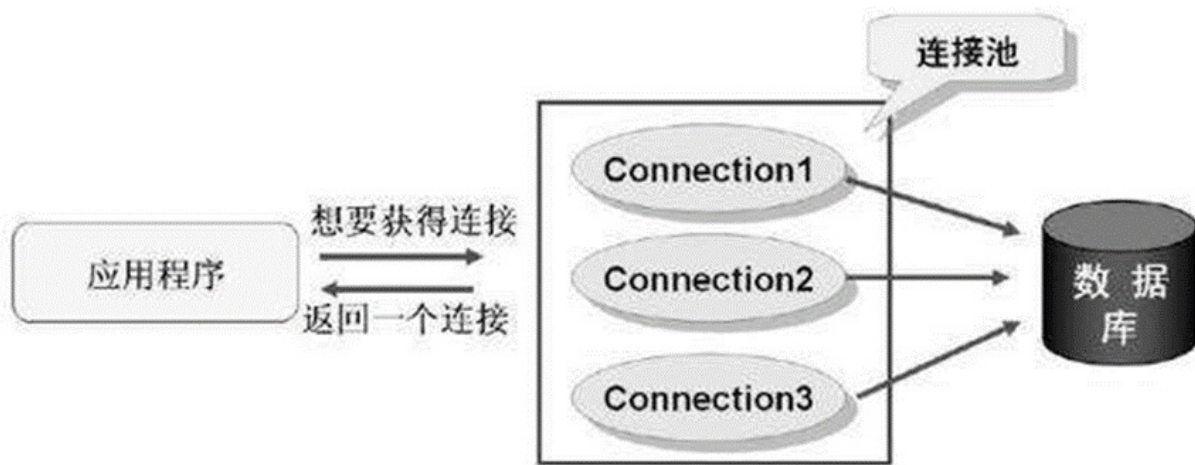 连接池
Connection1
想要获得连接
应用程序
Connection2
返回一个连接
数 据
库
Connection3